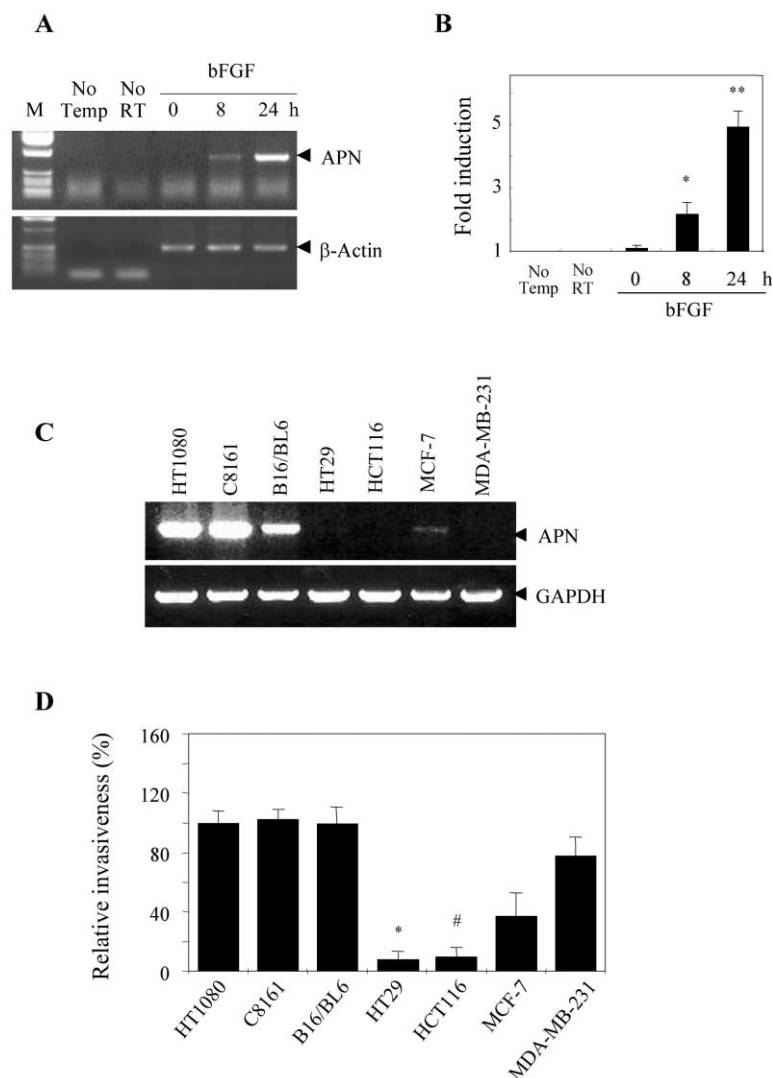 A
bFGF
M No Temp No RT 0 8 24 h
APN
β-Actin
B
Fold induction
5
3
1
*
**
No Temp No RT 0 8 24 h
bFGF
C
HT1080 C8161 B16/BL6 HT29 HCT116 MCF-7 MDA-MB-231
APN
GAPDH
D
Relative invasiveness (%)
160
120
80
40
0
* #
HT1080 C8161 B16/BL6 HT29 HCT116 MCF-7 MDA-MB-231